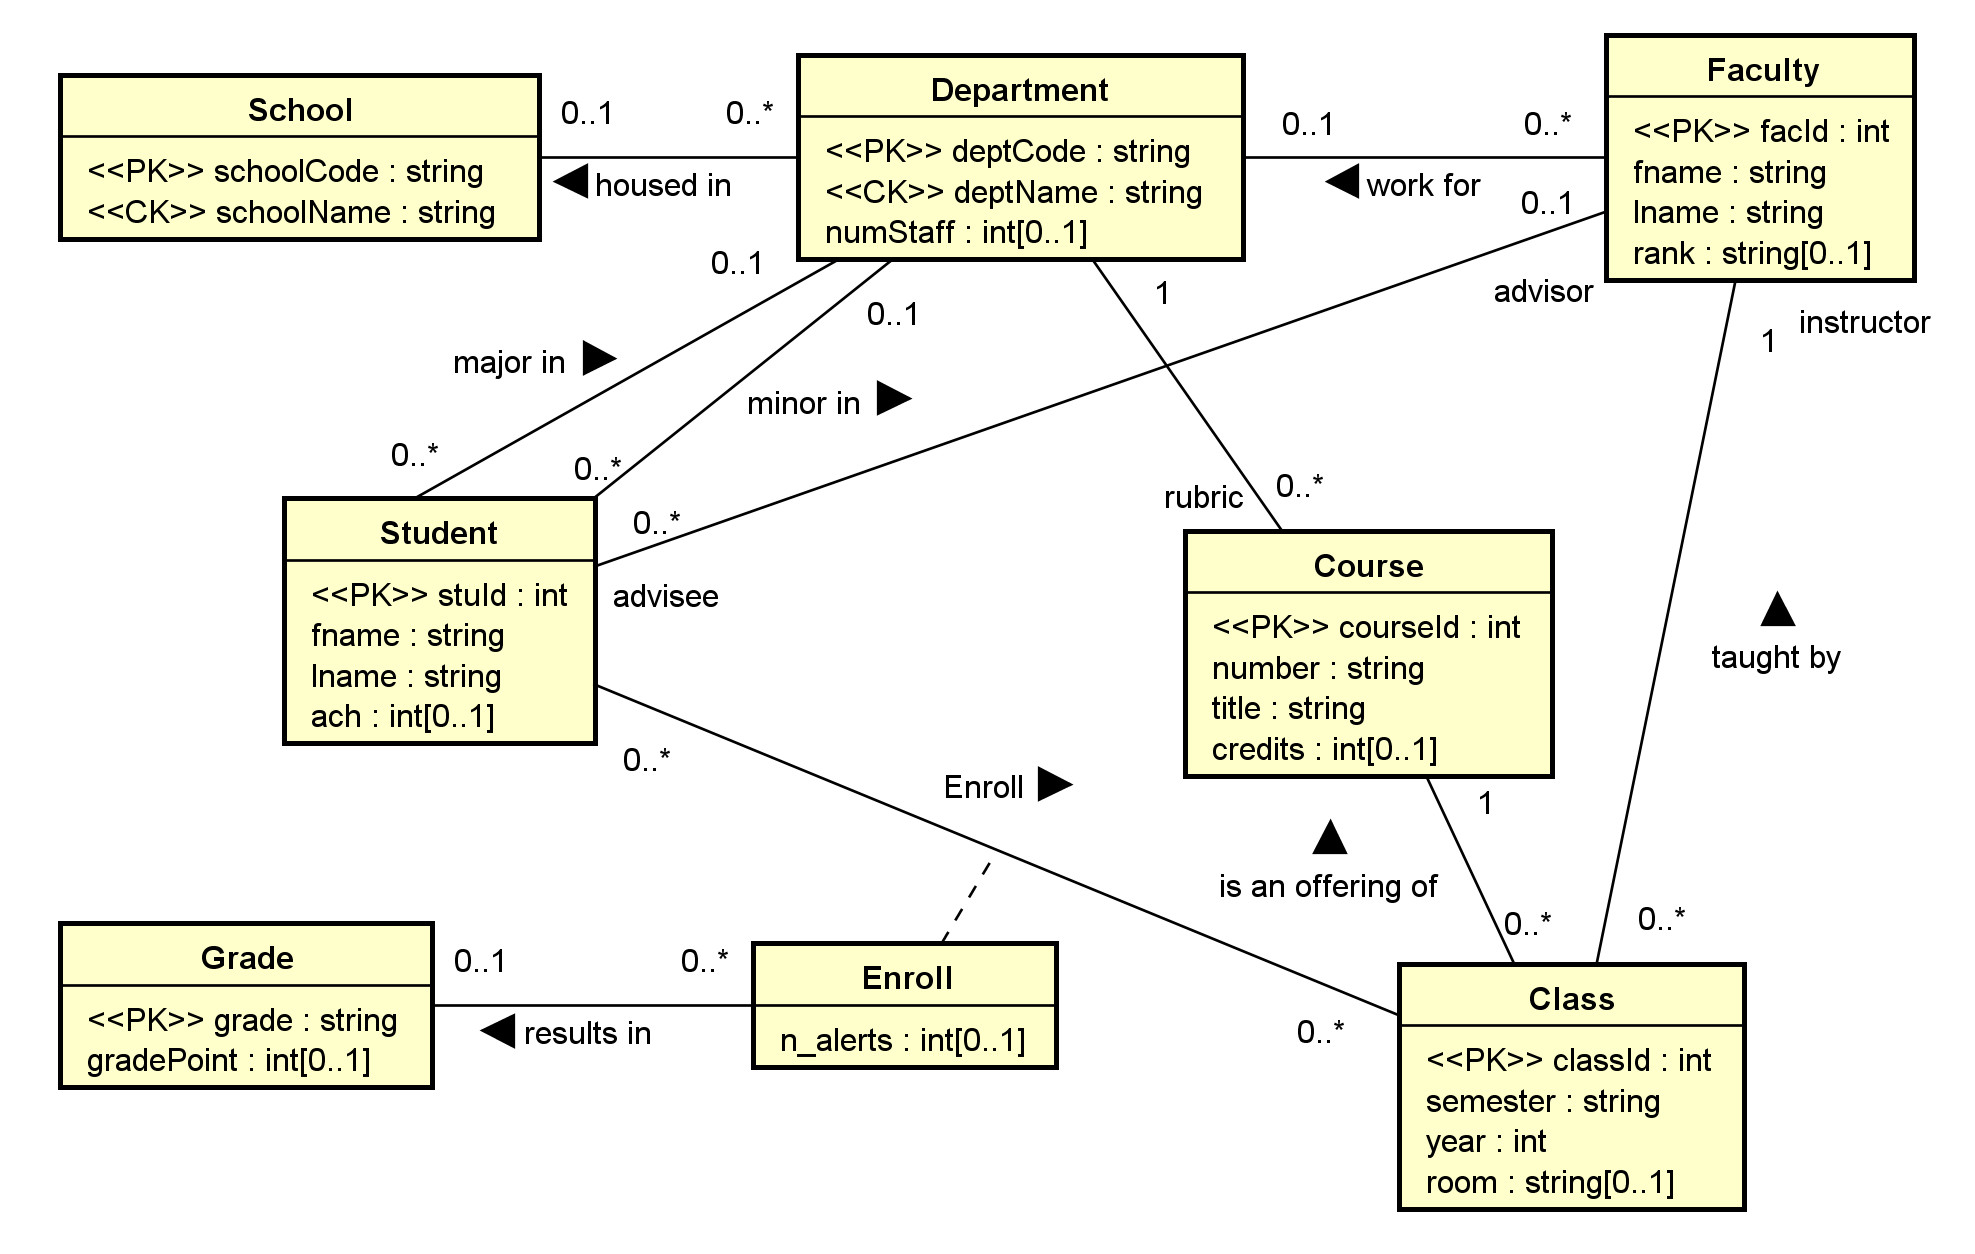 School
<<PK>> schoolCode : string
<<CK>> schoolName : string
0..1
0..*
housed in
Department
<<PK>> deptCode : string
<<CK>> deptName : string
numStaff : int[0..1]
0..1
0..*
work for
Faculty
<<PK>> facId : int
fname : string
lname : string
rank : string[0..1]
0..1
advisor
1
instructor
0..1
0..1
1
major in
minor in
0..*
0..*
0..*
advisee
rubric
0..*
Student
<<PK>> stuId : int
fname : string
lname : string
ach : int[0..1]
Course
<<PK>> courseId : int
number : string
title : string
credits : int[0..1]
taught by
0..*
Enroll
1
is an offering of
0..*
0..*
0..*
Grade
<<PK>> grade : string
gradePoint : int[0..1]
0..1
0..*
results in
Enroll
n_alerts : int[0..1]
Class
<<PK>> classId : int
semester : string
year : int
room : string[0..1]